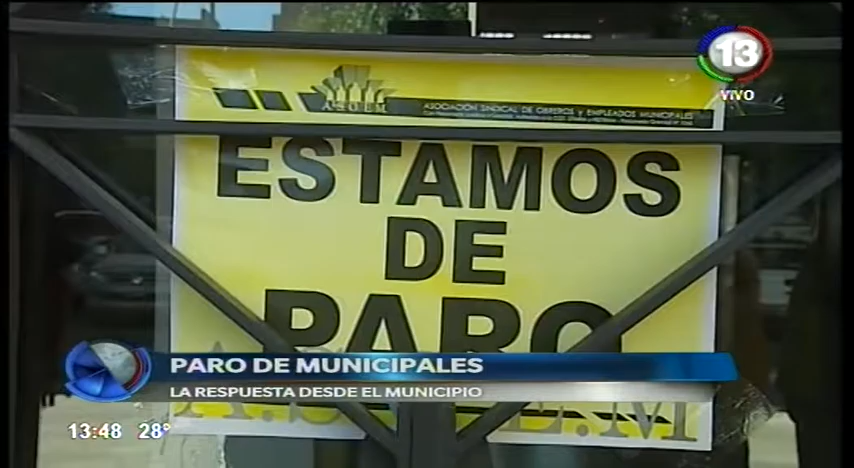 13
VIVO
A.S.O.E.M.
ASOCIACIÓN SINDICAL DE OBREROS Y EMPLEADOS MUNICIPALES
ESTAMOS
DE
PARO
PARO DE MUNICIPALES
LA RESPUESTA DESDE EL MUNICIPIO
13:48 28°